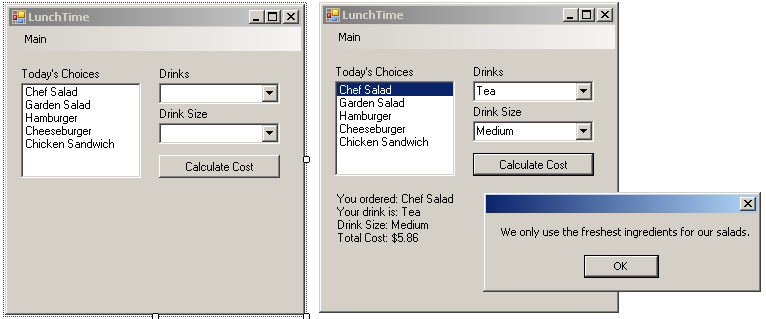 LunchTime
Main
Today's Choices
Chef Salad
Garden Salad
Hamburger
Cheeseburger
Chicken Sandwich
Drinks
Drink Size
Calculate Cost
LunchTime
Main
Today's Choices
Chef Salad
Garden Salad
Hamburger
Cheeseburger
Chicken Sandwich
Drinks
Tea
Drink Size
Medium
Calculate Cost
You ordered: Chef Salad
Your drink is: Tea
Drink Size: Medium
Total Cost: $5.86
We only use the freshest ingredients for our salads.
OK